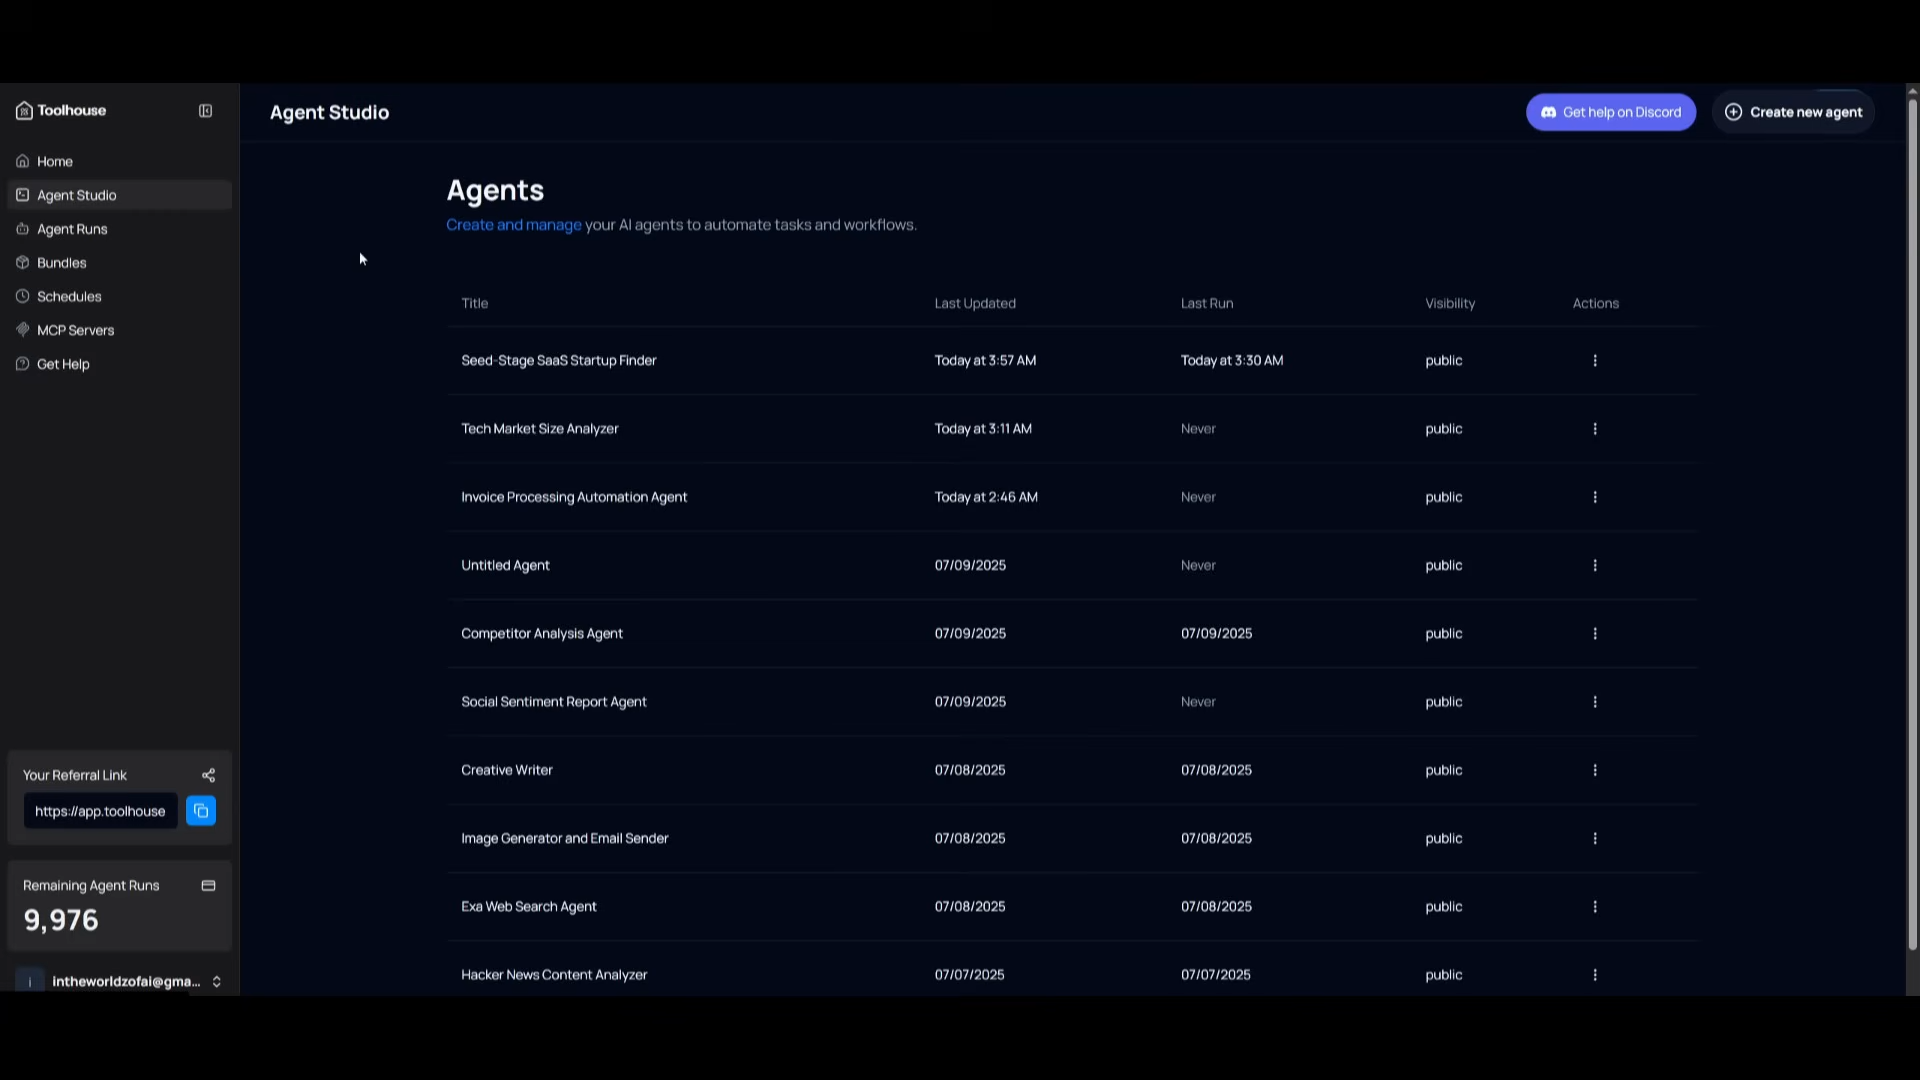 Toolhouse
Home
Agent Studio
Agent Runs
Bundles
Schedules
MCP Servers
Get Help
Your Referral Link
https://app.toolhouse
Remaining Agent Runs
9,976
i intheworldzofai@gma...
Agent Studio
Get help on Discord
Create new agent
Agents
Create and manage your AI agents to automate tasks and workflows.
Title Last Updated Last Run Visibility Actions
Seed-Stage SaaS Startup Finder Today at 3:57 AM Today at 3:30 AM public
Tech Market Size Analyzer Today at 3:11 AM Never public
Invoice Processing Automation Agent Today at 2:46 AM Never public
Untitled Agent 07/09/2025 Never public
Competitor Analysis Agent 07/09/2025 07/09/2025 public
Social Sentiment Report Agent 07/09/2025 Never public
Creative Writer 07/08/2025 07/08/2025 public
Image Generator and Email Sender 07/08/2025 07/08/2025 public
Exa Web Search Agent 07/08/2025 07/08/2025 public
Hacker News Content Analyzer 07/07/2025 07/07/2025 public